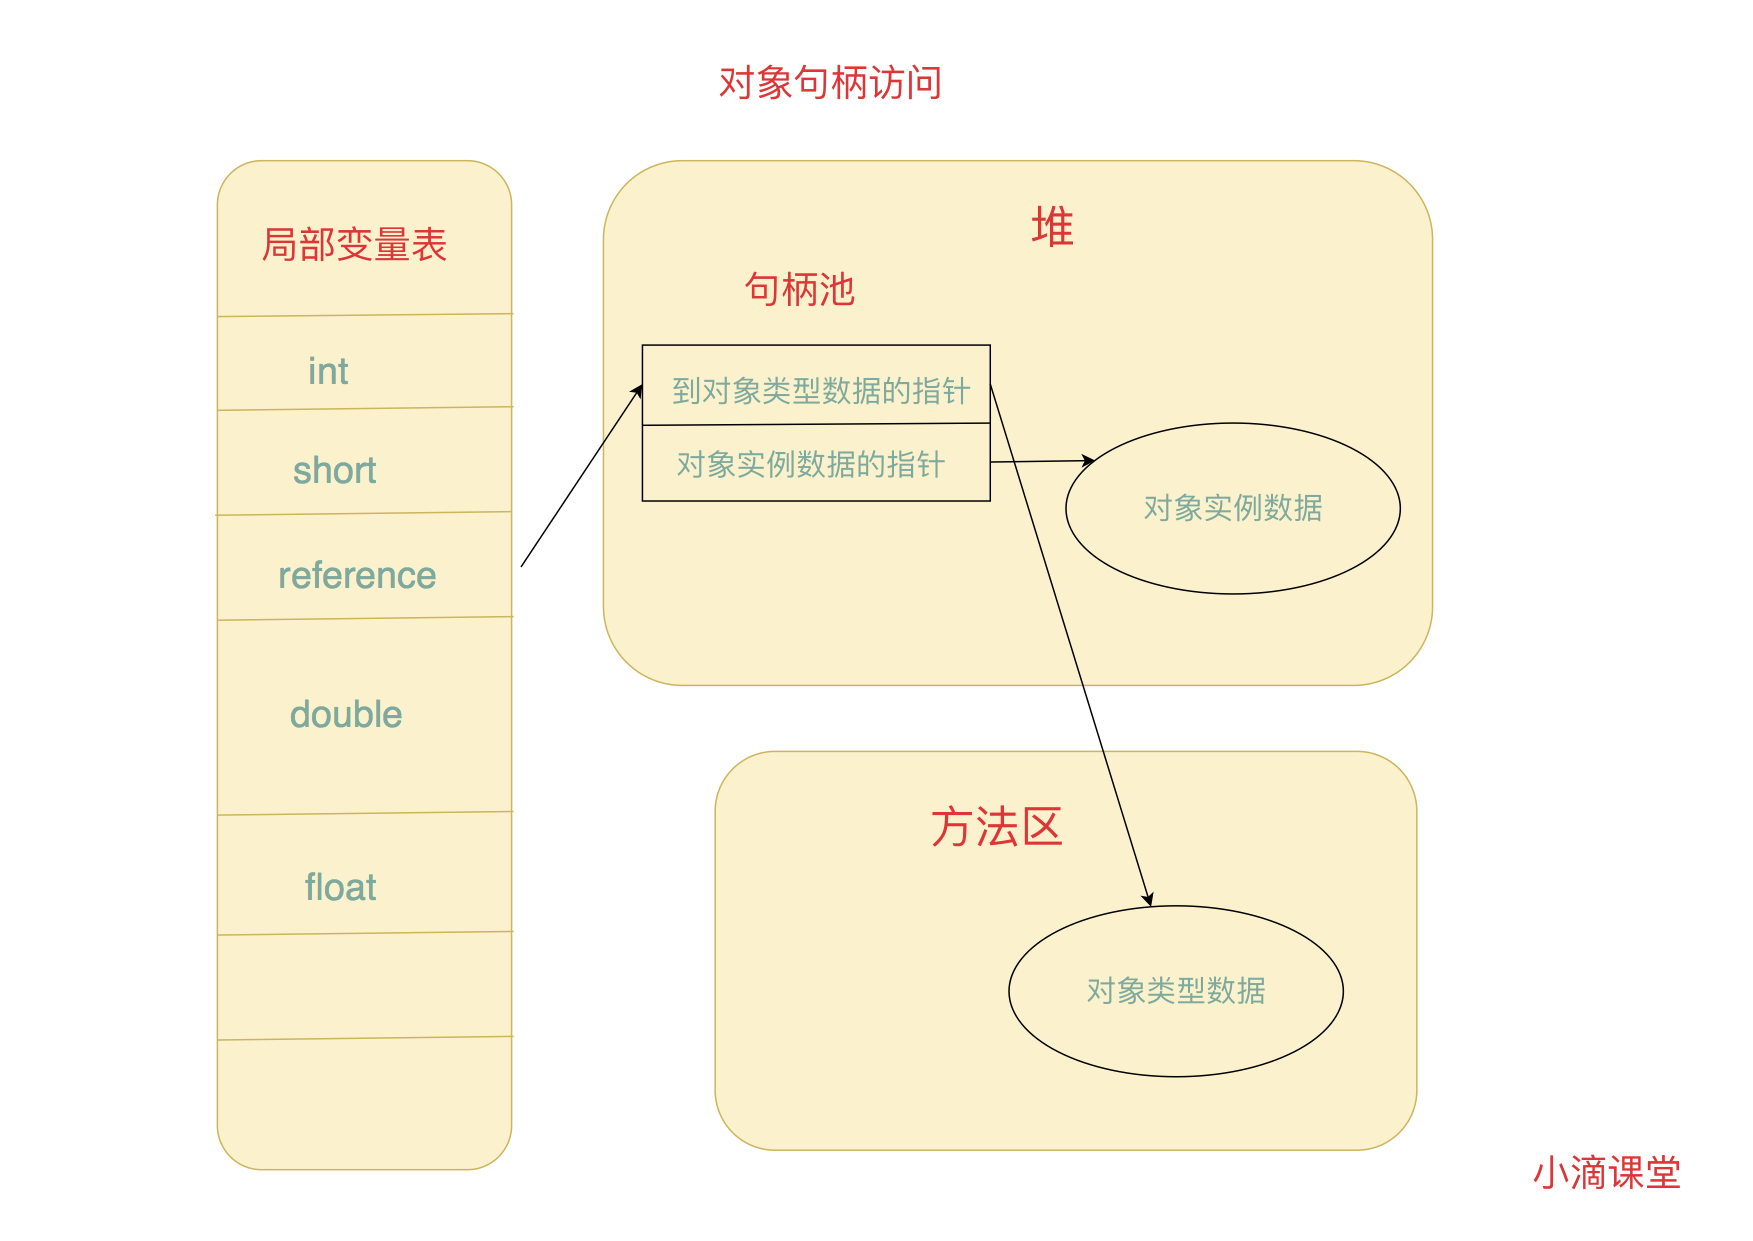 对象句柄访问
局部变量表
int
short
reference
double
float
堆
句柄池
到对象类型数据的指针
对象实例数据的指针
对象实例数据
方法区
对象类型数据
小滴课堂